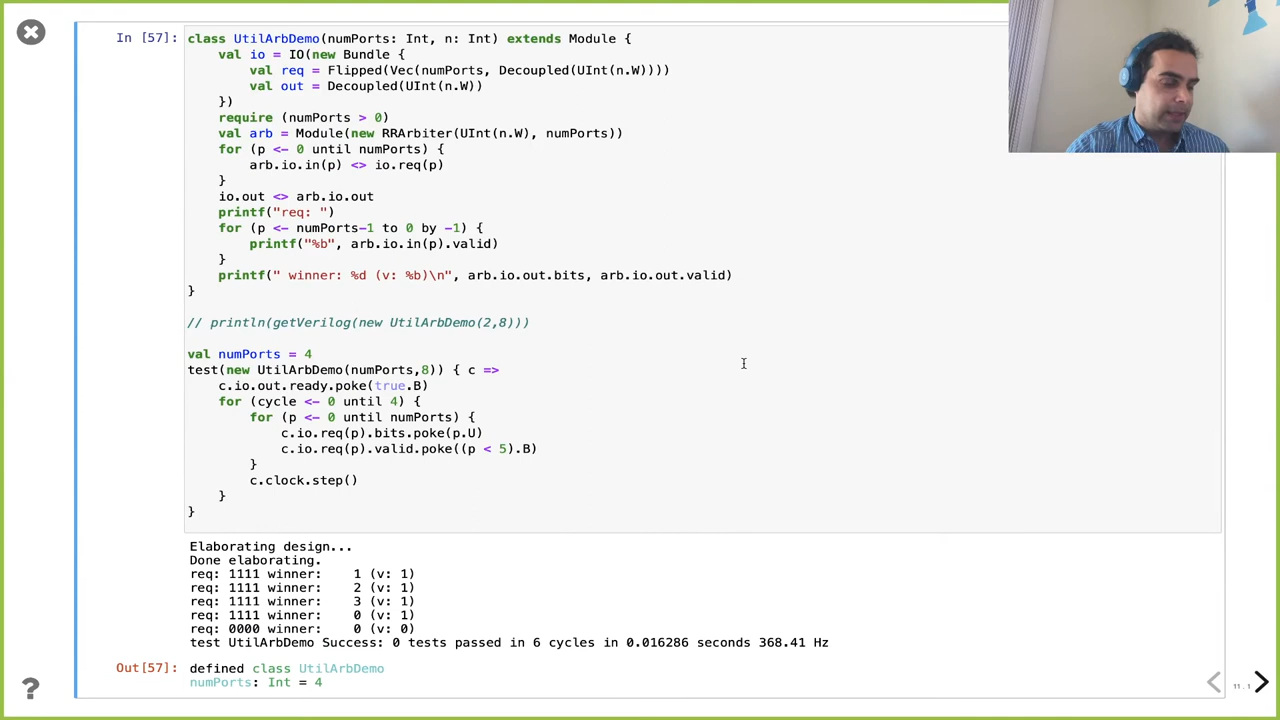 In [57]: class UtilArbDemo(numPorts: Int, n: Int) extends Module {
    val io = IO(new Bundle {
        val req = Flipped(Vec(numPorts, Decoupled(UInt(n.W))))
        val out = Decoupled(UInt(n.W))
    })
    require (numPorts > 0)
    val arb = Module(new RRArbiter(UInt(n.W), numPorts))
    for (p <- 0 until numPorts) {
        arb.io.in(p) <> io.req(p)
    }
    io.out <> arb.io.out
    printf("req: ")
    for (p <- numPorts-1 to 0 by -1) {
        printf("%b", arb.io.in(p).valid)
    }
    printf(" winner: %d (v: %b)\n", arb.io.out.bits, arb.io.out.valid)
}
// println(getVerilog(new UtilArbDemo(2,8)))
val numPorts = 4
test(new UtilArbDemo(numPorts,8)) { c =>
    c.io.out.ready.poke(true.B)
    for (cycle <- 0 until 4) {
        for (p <- 0 until numPorts) {
            c.io.req(p).bits.poke(p.U)
            c.io.req(p).valid.poke((p < 5).B)
        }
        c.clock.step()
    }
}
Elaborating design...
Done elaborating.
req: 1111 winner:    1 (v: 1)
req: 1111 winner:    2 (v: 1)
req: 1111 winner:    3 (v: 1)
req: 1111 winner:    0 (v: 1)
req: 0000 winner:    0 (v: 0)
test UtilArbDemo Success: 0 tests passed in 6 cycles in 0.016286 seconds 368.41 Hz
Out[57]: defined class UtilArbDemo
numPorts: Int = 4
?
11.1